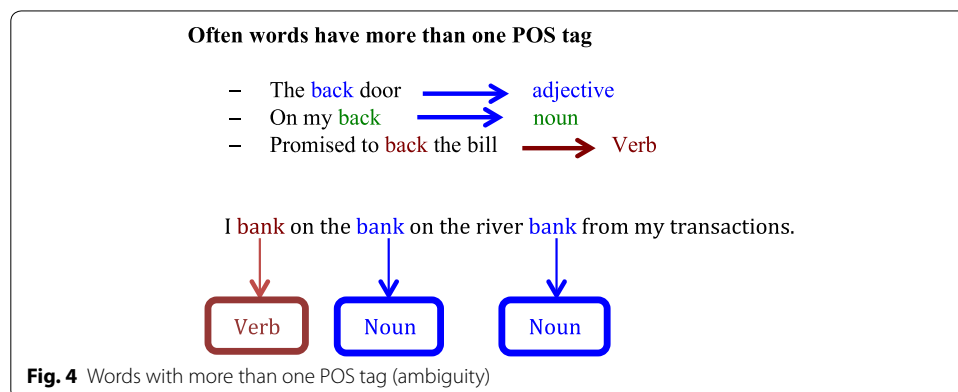 Often words have more than one POS tag
– The back door adjective
– On my back noun
– Promised to back the bill Verb
I bank on the bank on the river bank from my transactions.
Verb Noun Noun
Fig. 4 Words with more than one POS tag (ambiguity)